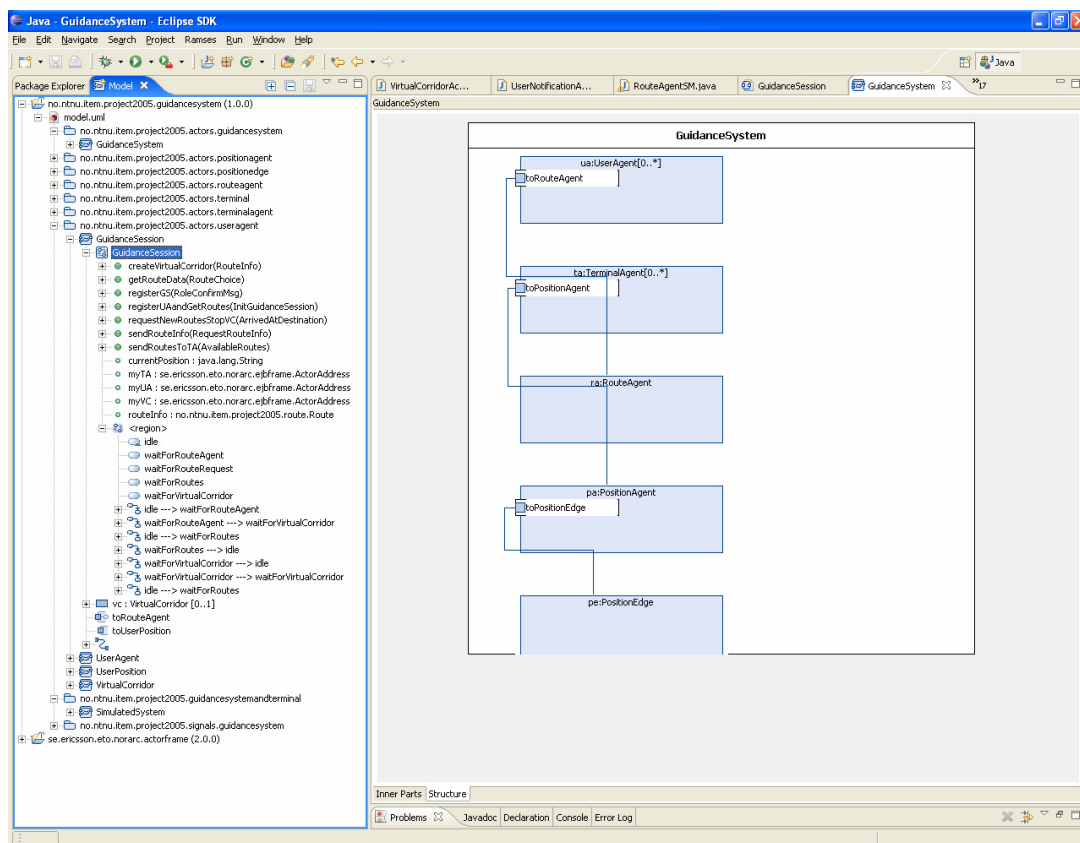 Java - GuidanceSystem - Eclipse SDK
File Edit Navigate Search Project Ramses Run Window Help
Java
Package Explorer Model
no.ntnu.item.project2005.guidancesystem (1.0.0)
model.uml
no.ntnu.item.project2005.actors.guidancesystem
GuidanceSystem
no.ntnu.item.project2005.actors.positionagent
no.ntnu.item.project2005.actors.positionedge
no.ntnu.item.project2005.actors.routeagent
no.ntnu.item.project2005.actors.terminal
no.ntnu.item.project2005.actors.terminalagent
no.ntnu.item.project2005.actors.useragent
GuidanceSession
GuidanceSession
createVirtualCorridor(RouteInfo)
getRouteData(RouteChoice)
registerGS(RoleConfirmMsg)
registerUAandGetRoutes(InitGuidanceSession)
requestNewRoutesStopVC(ArrivedAtDestination)
sendRouteInfo(RequestRouteInfo)
sendRoutesToTA(AvailableRoutes)
currentPosition : java.lang.String
myTA : se.ericsson.eto.norarc.ejbframe.ActorAddress
myUA : se.ericsson.eto.norarc.ejbframe.ActorAddress
myVC : se.ericsson.eto.norarc.ejbframe.ActorAddress
routeInfo : no.ntnu.item.project2005.route.Route
<region>
idle
waitForRouteAgent
waitForRouteRequest
waitForRoutes
waitForVirtualCorridor
idle ---> waitForRouteAgent
waitForRouteAgent ---> waitForVirtualCorridor
idle ---> waitForRoutes
waitForRoutes ---> idle
waitForVirtualCorridor ---> idle
waitForVirtualCorridor ---> waitForVirtualCorridor
idle ---> waitForRoutes
vc : VirtualCorridor [0..1]
toRouteAgent
toUserPosition
UserAgent
UserPosition
VirtualCorridor
no.ntnu.item.project2005.guidancesystemandterminal
SimulatedSystem
no.ntnu.item.project2005.signals.guidancesystem
se.ericsson.eto.norarc.actorframe (2.0.0)
VirtualCorridorAc... UserNotificationA... RouteAgentSM.java GuidanceSession GuidanceSystem »17
GuidanceSystem
GuidanceSystem
ua:UserAgent[0..*]
toRouteAgent
ta:TerminalAgent[0..*]
toPositionAgent
ra:RouteAgent
pa:PositionAgent
toPositionEdge
pe:PositionEdge
Inner Parts Structure
Problems Javadoc Declaration Console Error Log